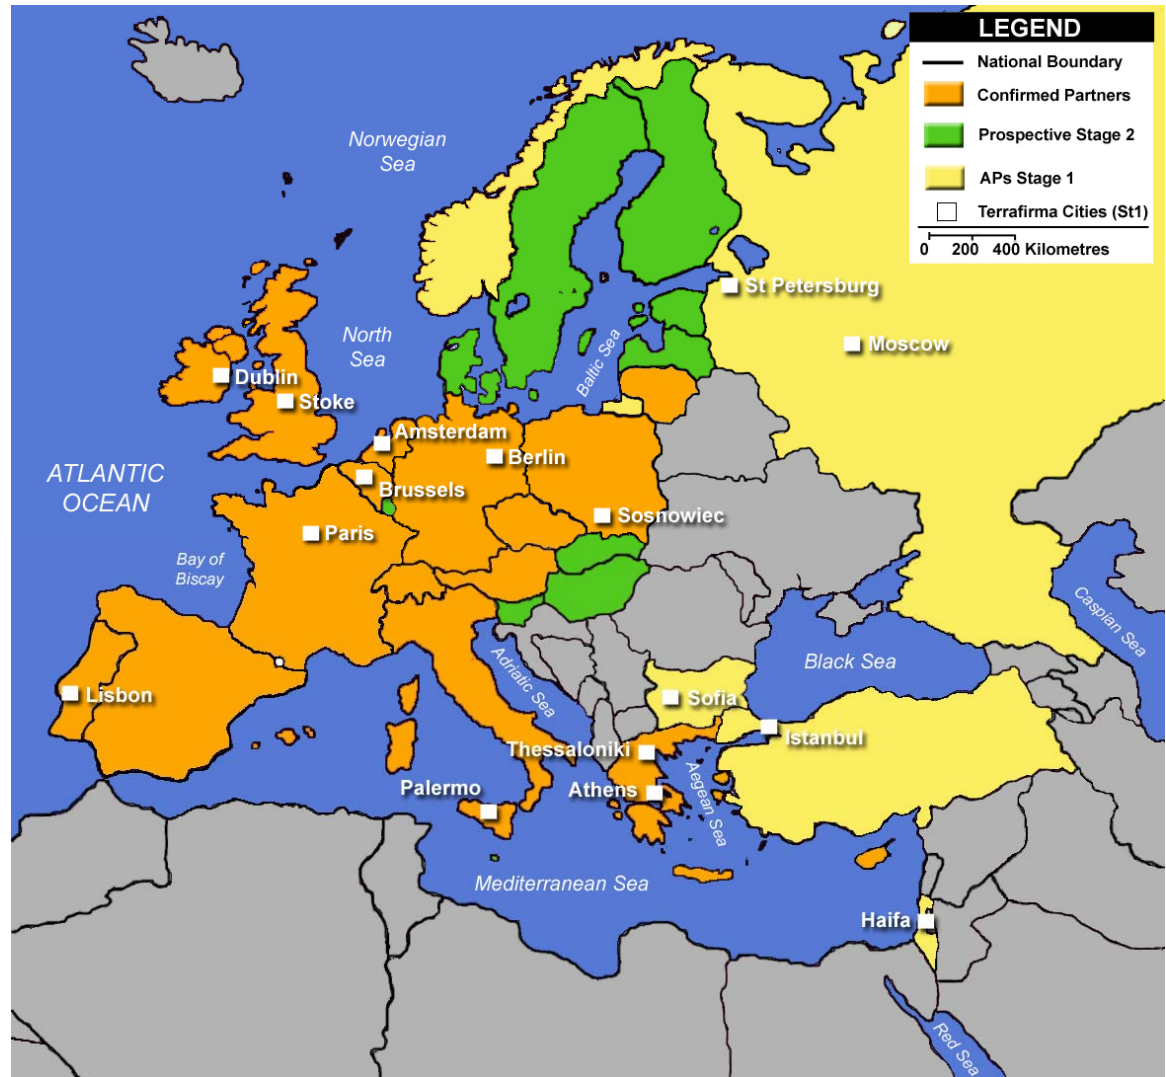 LEGEND
National Boundary
Confirmed Partners
Prospective Stage 2
APs Stage 1
Terrafirma Cities (St1)
0 200 400 Kilometres
Norwegian
Sea
St Petersburg
North
Sea
Moscow
Baltic Sea
Dublin
Stoke
Amsterdam
Berlin
ATLANTIC
OCEAN
Brussels
Sosnowiec
Paris
Bay of
Biscay
Caspian Sea
Black Sea
Adriatic Sea
Lisbon
Sofia
Istanbul
Thessaloniki
Aegean Sea
Palermo
Athens
Mediterranean Sea
Haifa
Red Sea